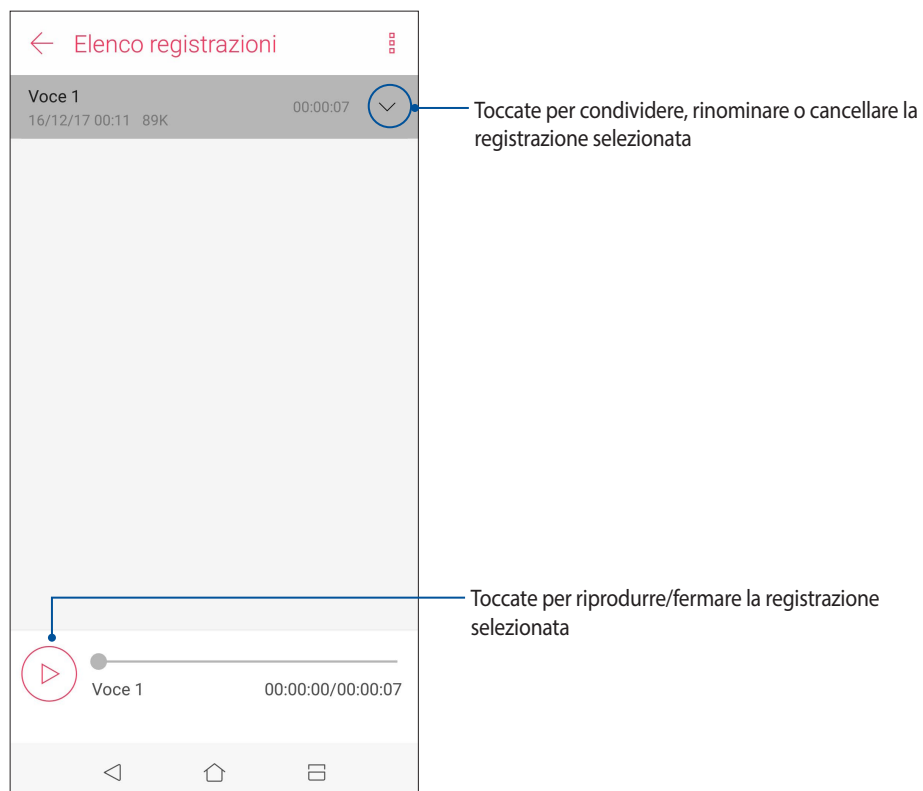 Elenco registrazioni
Voce 1
16/12/17 00:11 89K
00:00:07
Toccate per condividere, rinominare o cancellare la
registrazione selezionata
Toccate per riprodurre/fermare la registrazione
selezionata
Voce 1
00:00:00/00:00:07